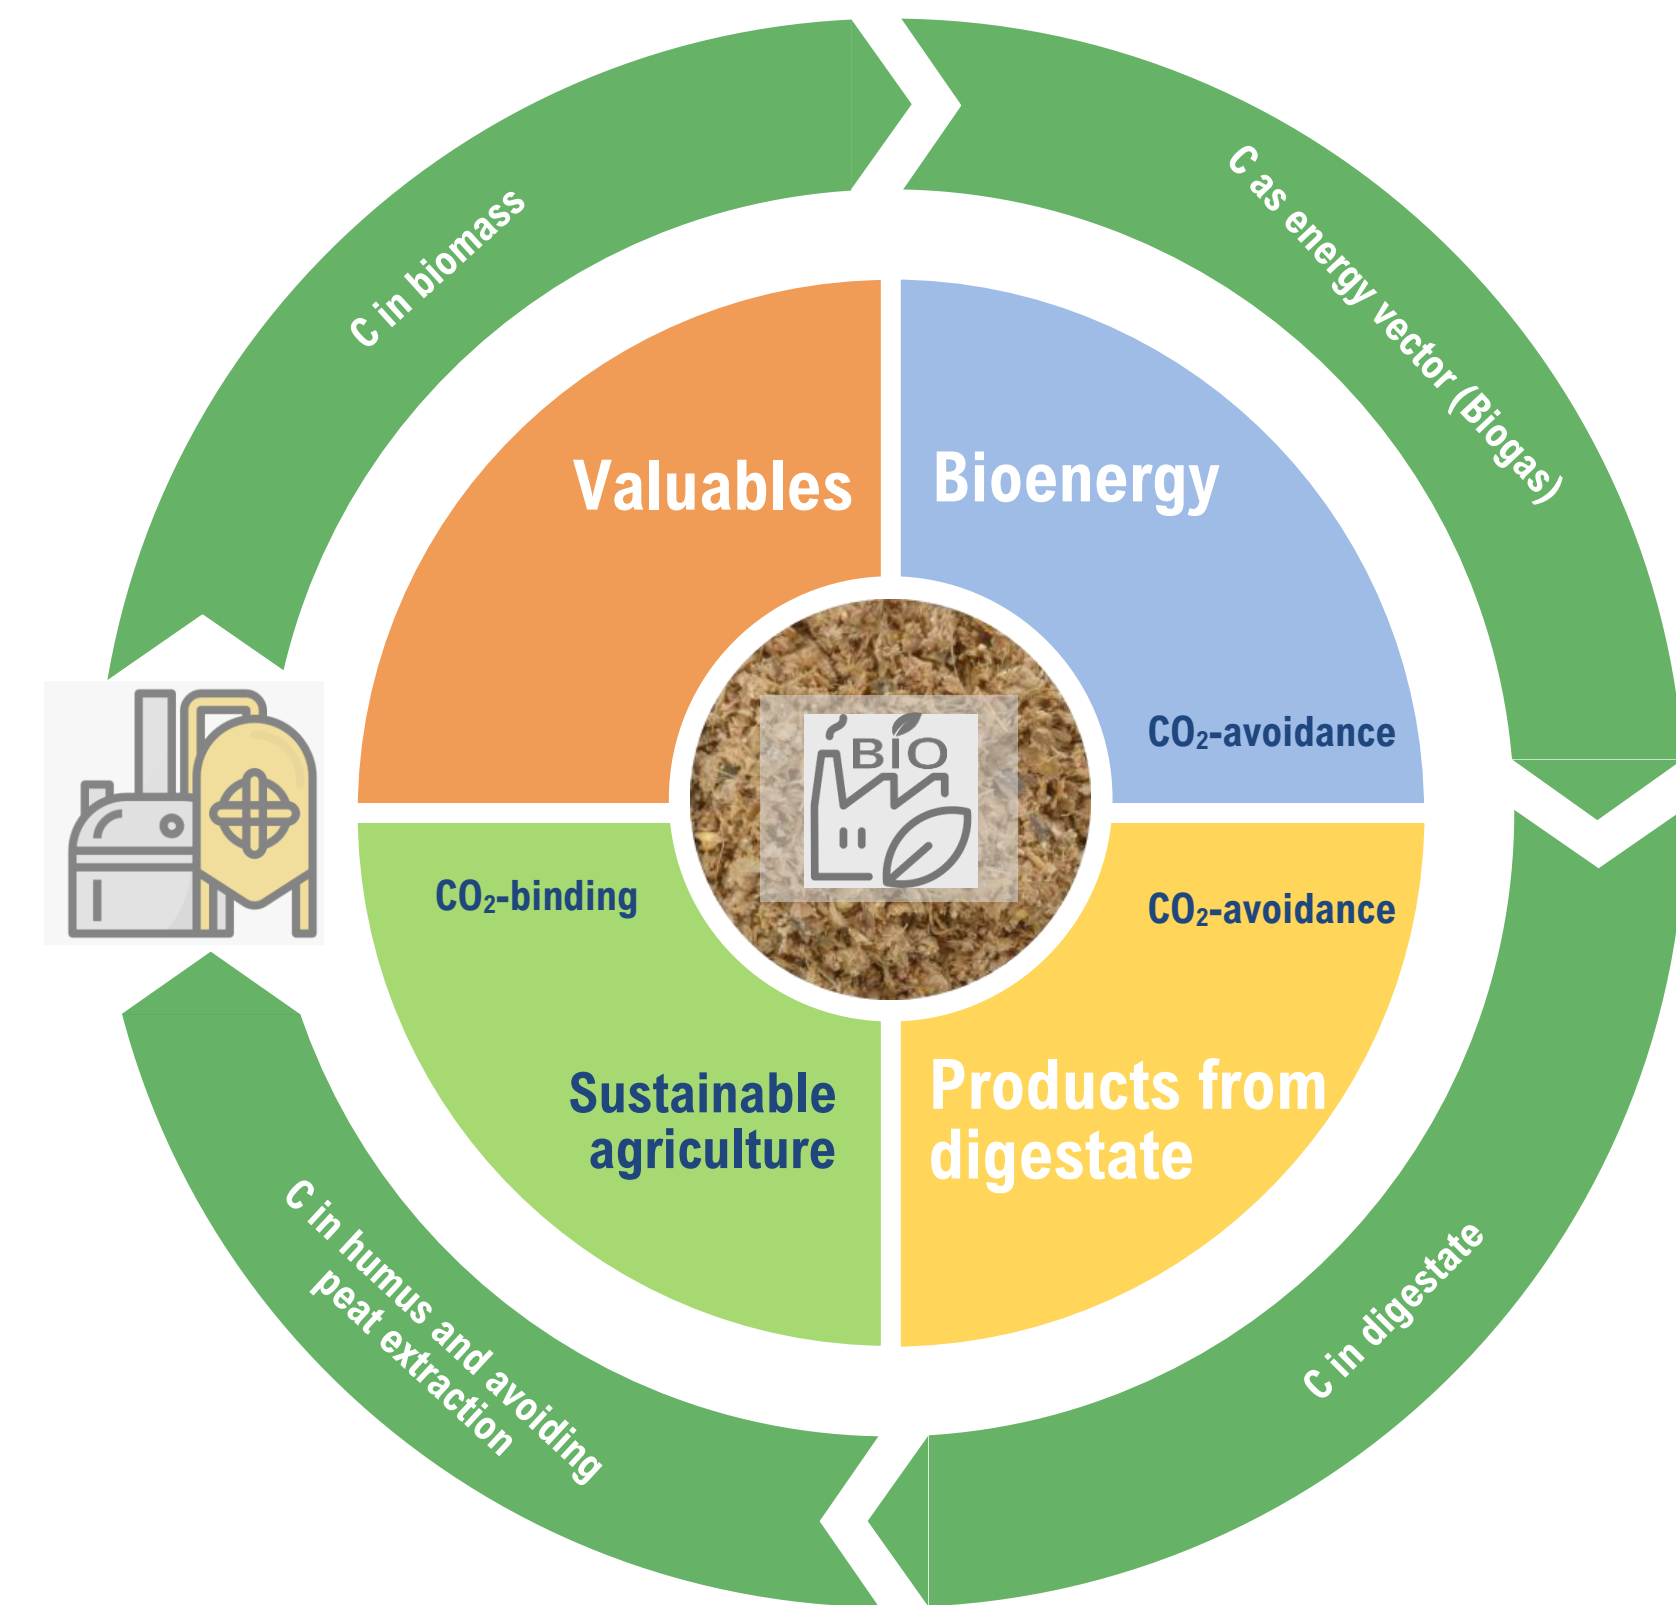 C in biomass
C as energy vector (Biogas)
Valuables
Bioenergy
CO₂-avoidance
BIO
CO₂-binding
CO₂-avoidance
Sustainable
agriculture
Products from
digestate
C in humus and avoiding
peat extraction
C in digestate